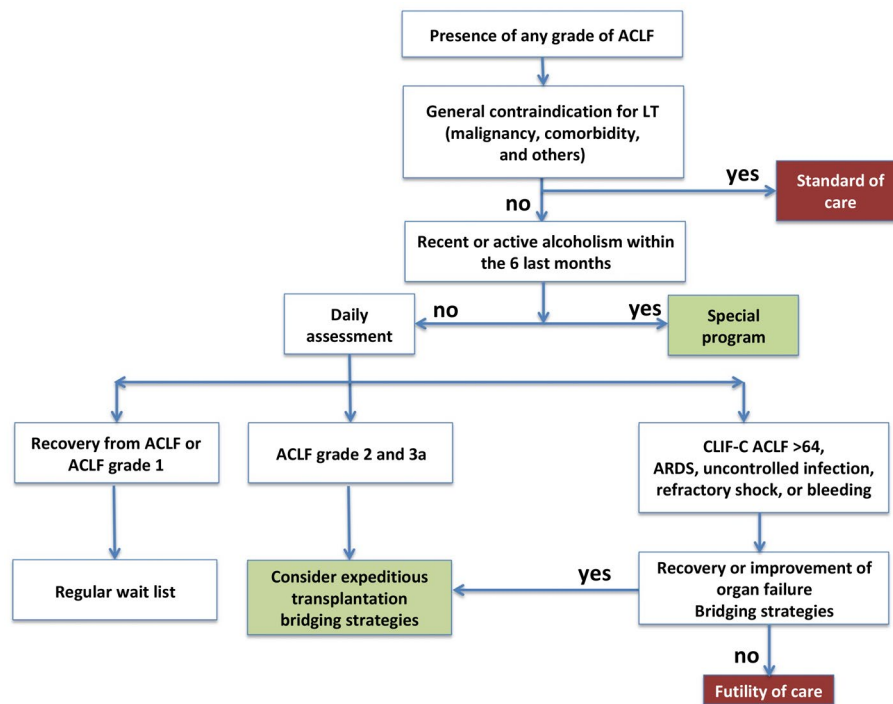 Presence of any grade of ACLF
General contraindication for LT
(malignancy, comorbidity,
and others)
yes
Standard of
care
no
Recent or active alcoholism within
the 6 last months
Daily
assessment
no
yes
Special
program
Recovery from ACLF or
ACLF grade 1
ACLF grade 2 and 3a
CLIF-C ACLF >64,
ARDS, uncontrolled infection,
refractory shock, or bleeding
Regular wait list
Consider expeditious
transplantation
bridging strategies
yes
Recovery or improvement of
organ failure
Bridging strategies
no
Futility of care